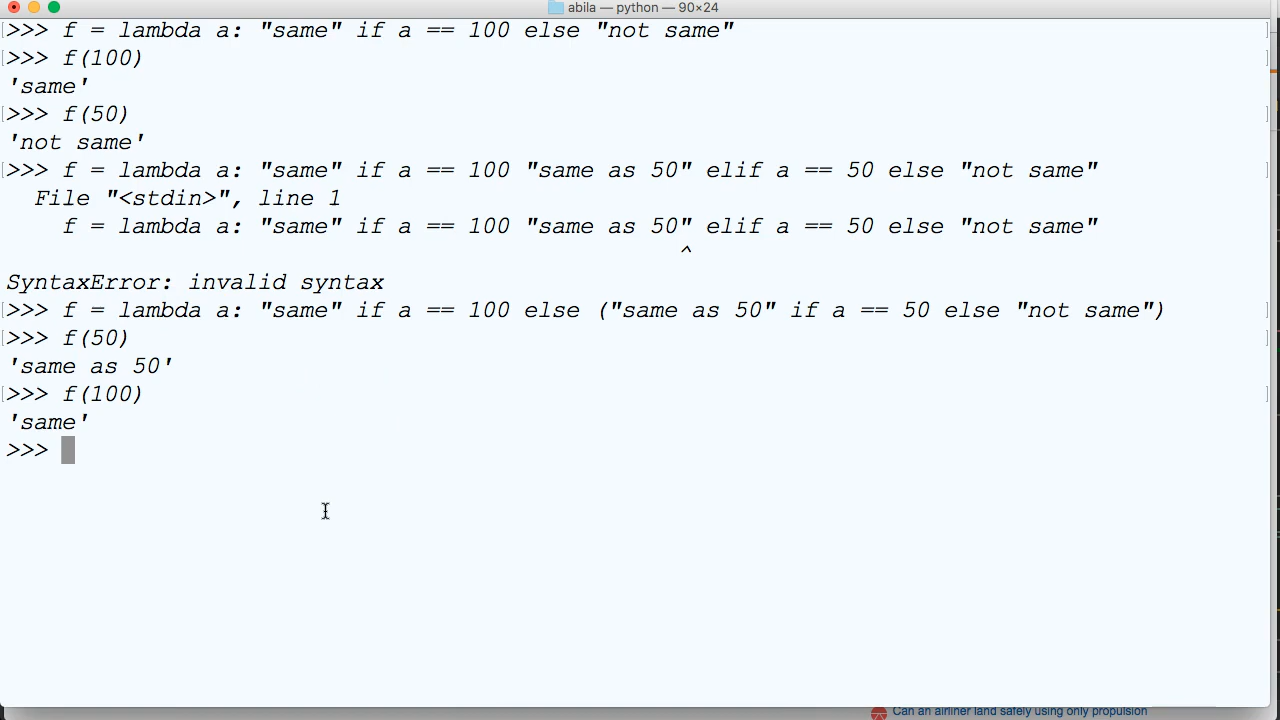 abila — python — 90×24
>>> f = lambda a: "same" if a == 100 else "not same"
>>> f(100)
'same'
>>> f(50)
'not same'
>>> f = lambda a: "same" if a == 100 "same as 50" elif a == 50 else "not same"
  File "<stdin>", line 1
    f = lambda a: "same" if a == 100 "same as 50" elif a == 50 else "not same"
                                                ^
SyntaxError: invalid syntax
>>> f = lambda a: "same" if a == 100 else ("same as 50" if a == 50 else "not same")
>>> f(50)
'same as 50'
>>> f(100)
'same'
>>>
Can an airliner land safely using only propulsion